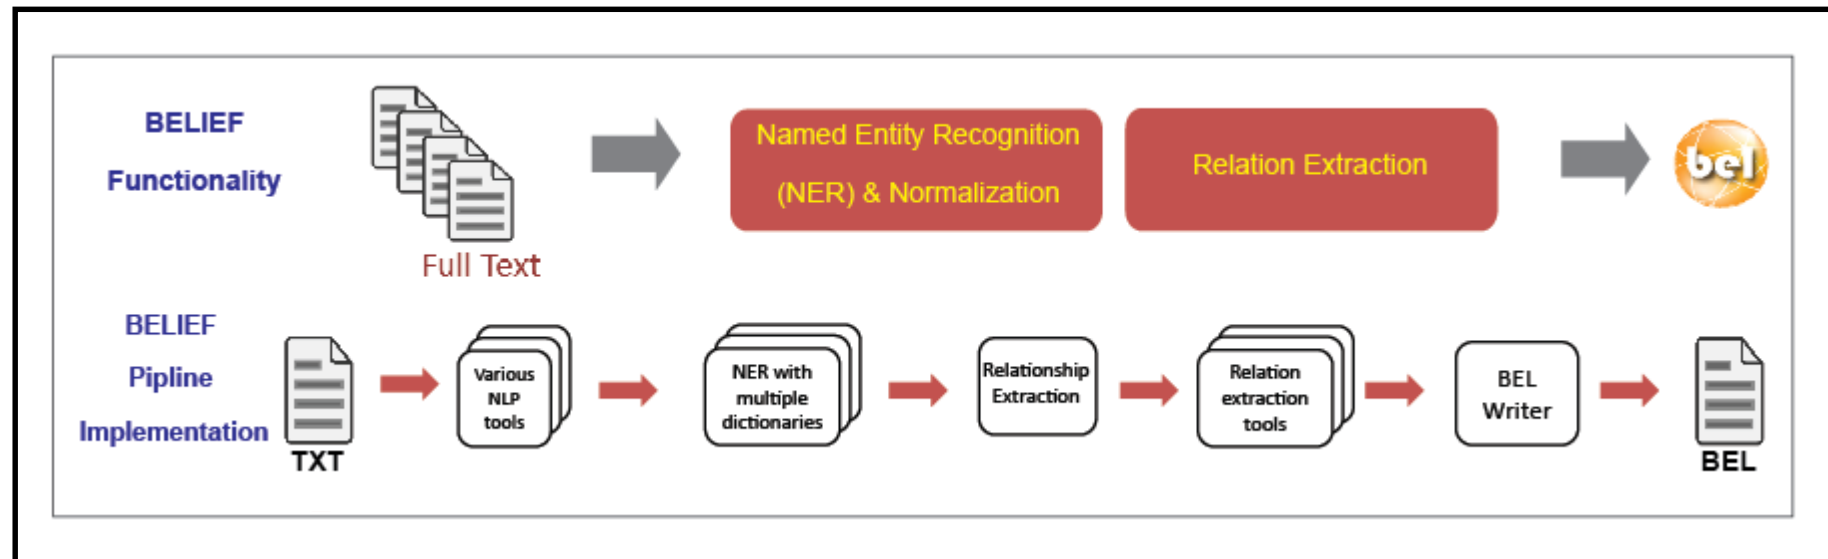 BELIEF
Functionality
Full Text
Named Entity Recognition
(NER) & Normalization
Relation Extraction
bel
BELIEF
Pipline
Implementation
TXT
Various
NLP
tools
NER with
multiple
dictionaries
Relationship
Extraction
Relation
extraction
tools
BEL
Writer
BEL